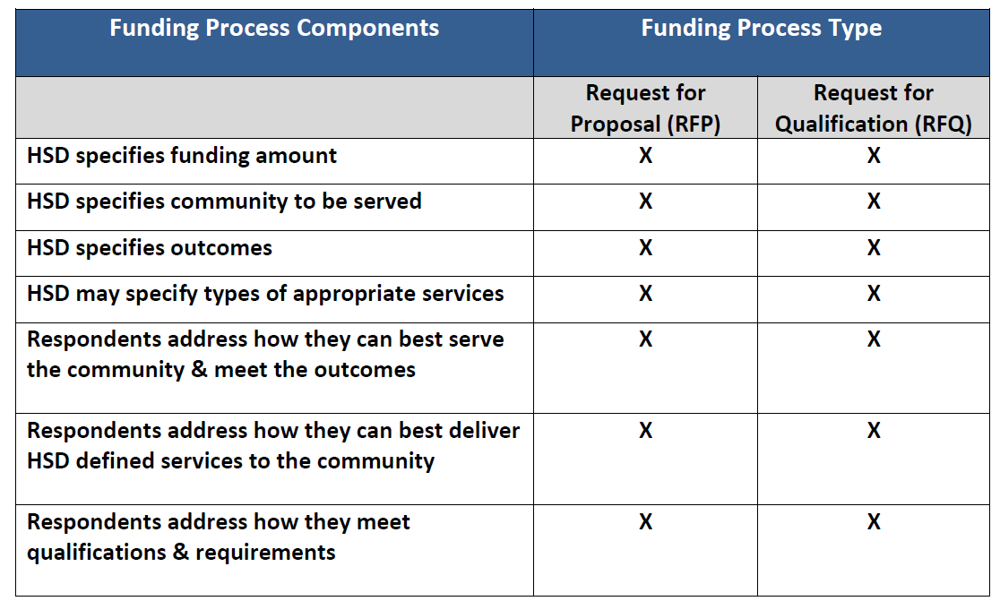 Funding Process Components Funding Process Type
Request for Proposal (RFP) Request for Qualification (RFQ)
HSD specifies funding amount X X
HSD specifies community to be served X X
HSD specifies outcomes X X
HSD may specify types of appropriate services X X
Respondents address how they can best serve X X
the community & meet the outcomes
Respondents address how they can best deliver X X
HSD defined services to the community
Respondents address how they meet X X
qualifications & requirements